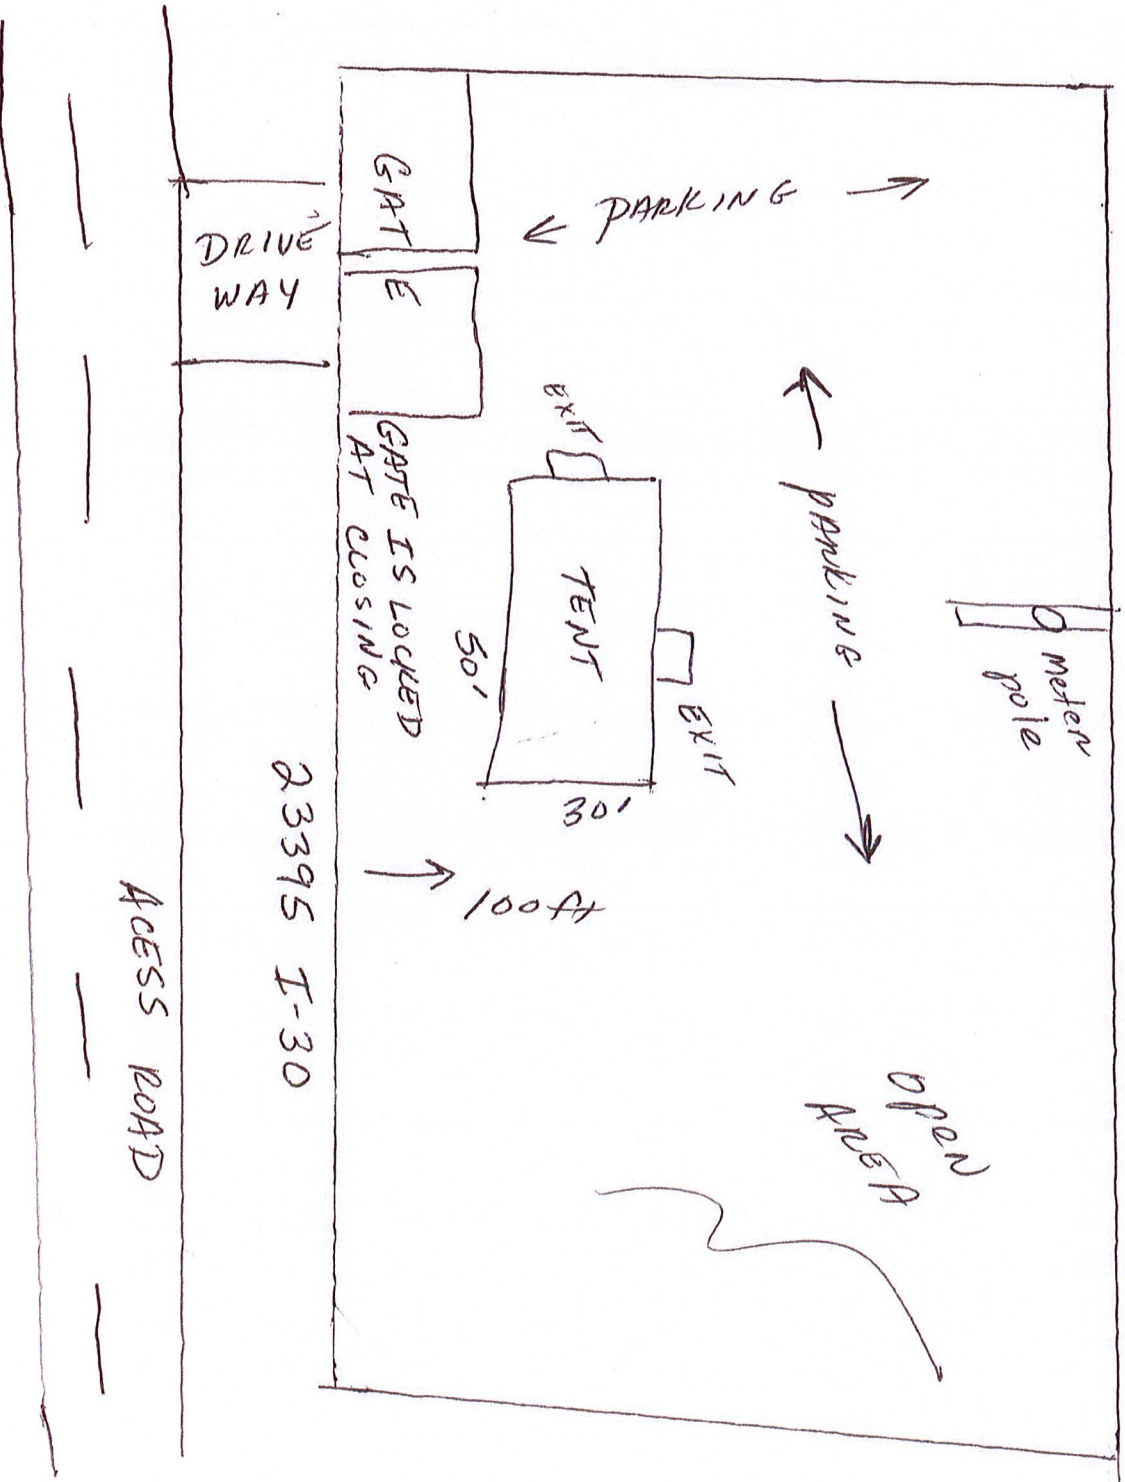 PARKING
GATE
DRIVE
WAY
EXIT
PARKING
GATE IS LOCKED
AT CLOSING
TENT
50'
EXIT
Meter
pole
30'
100ft
23395 I-30
ACESS ROAD
OPEN
AREA